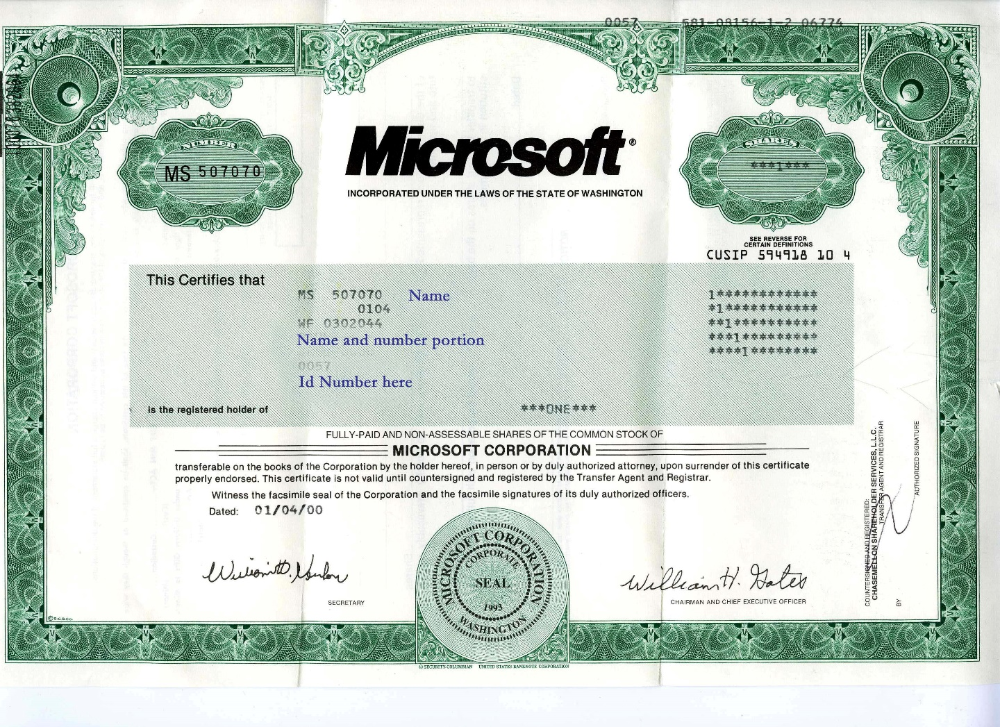 0057 581-08156-1-2 06774
NUMBER
MS 507070
Microsoft®
INCORPORATED UNDER THE LAWS OF THE STATE OF WASHINGTON
SHARES
***1***
SEE REVERSE FOR
CERTAIN DEFINITIONS
CUSIP 594918 10 4
This Certifies that
MS 507070 Name
0104
WF 0302044
Name and number portion
0057
Id Number here
1************
*1***********
**1**********
***1*********
****1********
is the registered holder of
***ONE***
FULLY-PAID AND NON-ASSESSABLE SHARES OF THE COMMON STOCK OF
MICROSOFT CORPORATION
transferable on the books of the Corporation by the holder hereof, in person or by duly authorized attorney, upon surrender of this certificate
properly endorsed. This certificate is not valid until countersigned and registered by the Transfer Agent and Registrar.
Witness the facsimile seal of the Corporation and the facsimile signatures of its duly authorized officers.
Dated: 01/04/00
SECRETARY
MICROSOFT CORPORATION
CORPORATE
SEAL
1993
WASHINGTON
William H. Gates
CHAIRMAN AND CHIEF EXECUTIVE OFFICER
COUNTERSIGNED AND REGISTERED:
CHASEMELLON SHAREHOLDER SERVICES, L.L.C.
TRANSFER AGENT AND REGISTRAR
BY
AUTHORIZED SIGNATURE
© S.C.B.Co.
© SECURITY-COLUMBIAN UNITED STATES BANKNOTE CORPORATION